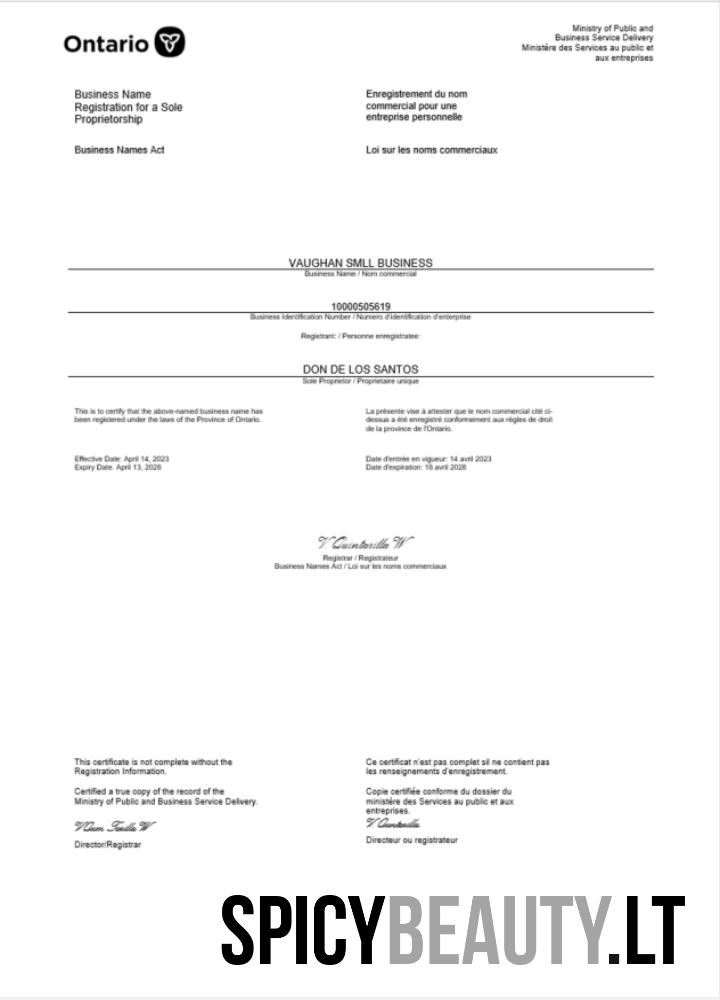 Ontario
Ministry of Public and
Business Service Delivery
Ministère des Services au public et
aux entreprises
Business Name
Registration for a Sole
Proprietorship
Enregistrement du nom
commercial pour une
entreprise personnelle
Business Names Act
Loi sur les noms commerciaux
VAUGHAN SMLL BUSINESS
Business Name / Nom commercial
10000505619
Business Identification Number / Numero d'identification d'enterprise
Registrant: / Personne enregistratee:
DON DE LOS SANTOS
Sole Proprietor / Proprietaire unique
This is to certify that the above-named business name has
been registered under the laws of the Province of Ontario.
La présente vise à attester que le nom commercial cité ci-
dessus a été enregistré conformement aux règles de droit
de la province de l'Ontario.
Effective Date: April 14, 2023
Expiry Date. April 13, 2028
Date d'entrée en vigueur: 14 avril 2023
Date d'expiration: 18 avril 2028
V. Quintarilla W
Registrar / Registrateur
Business Names Act / Loi sur les noms commerciaux
This certificate is not complete without the
Registration Information.
Certified a true copy of the record of the
Ministry of Public and Business Service Delivery.
Director/Registrar
Ce certificat n'est pas complet sil ne contient pas
les renseignements d'enregistrement.
Copie certifiée conforme du dossier du
ministère des Services au public et aux
entreprises.
V. Quintarilla
Directeur ou registrateur
SPICYBEAUTY.LT